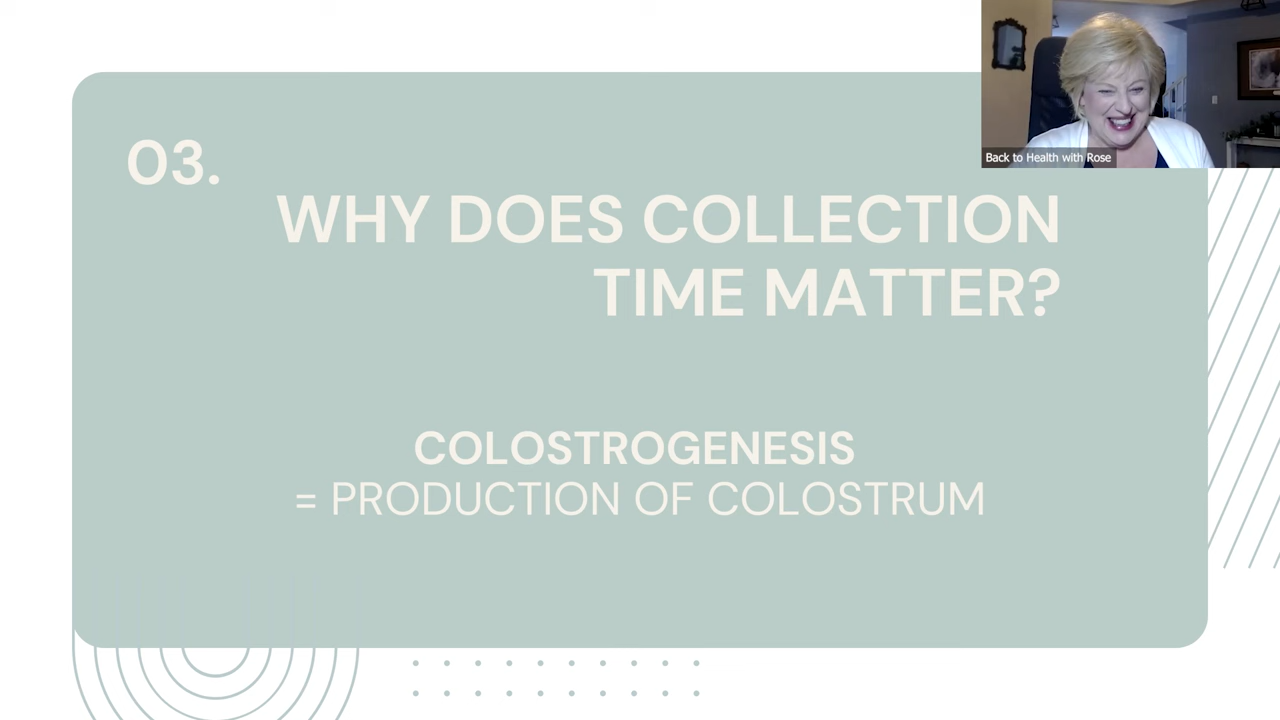 03.
WHY DOES COLLECTION
TIME MATTER?
COLOSTROGENESIS
= PRODUCTION OF COLOSTRUM
Back to Health with Rose